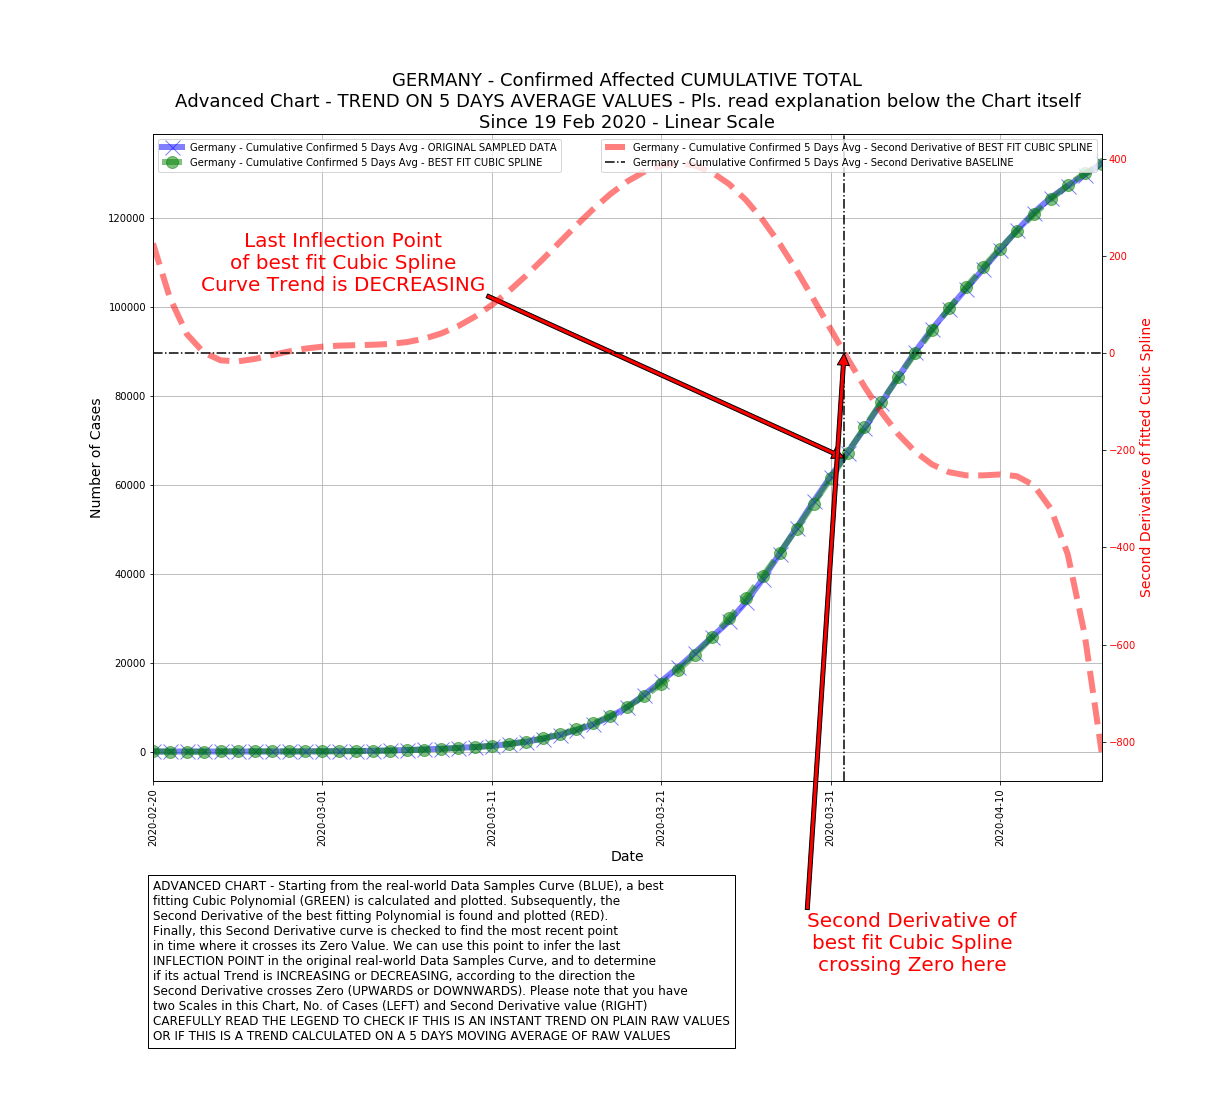 GERMANY - Confirmed Affected CUMULATIVE TOTAL
Advanced Chart - TREND ON 5 DAYS AVERAGE VALUES - Pls. read explanation below the Chart itself
Since 19 Feb 2020 - Linear Scale
Germany - Cumulative Confirmed 5 Days Avg - ORIGINAL SAMPLED DATA
Germany - Cumulative Confirmed 5 Days Avg - BEST FIT CUBIC SPLINE
Germany - Cumulative Confirmed 5 Days Avg - Second Derivative of BEST FIT CUBIC SPLINE
Germany - Cumulative Confirmed 5 Days Avg - Second Derivative BASELINE
Last Inflection Point
of best fit Cubic Spline
Curve Trend is DECREASING
Number of Cases
120000
100000
80000
60000
40000
20000
0
400
200
0
−200
−400
−600
−800
Second Derivative of fitted Cubic Spline
2020-02-20
2020-03-01
2020-03-11
2020-03-21
2020-03-31
2020-04-10
Date
Second Derivative of
best fit Cubic Spline
crossing Zero here
ADVANCED CHART - Starting from the real-world Data Samples Curve (BLUE), a best
fitting Cubic Polynomial (GREEN) is calculated and plotted. Subsequently, the
Second Derivative of the best fitting Polynomial is found and plotted (RED).
Finally, this Second Derivative curve is checked to find the most recent point
in time where it crosses its Zero Value. We can use this point to infer the last
INFLECTION POINT in the original real-world Data Samples Curve, and to determine
if its actual Trend is INCREASING or DECREASING, according to the direction the
Second Derivative crosses Zero (UPWARDS or DOWNWARDS). Please note that you have
two Scales in this Chart, No. of Cases (LEFT) and Second Derivative value (RIGHT)
CAREFULLY READ THE LEGEND TO CHECK IF THIS IS AN INSTANT TREND ON PLAIN RAW VALUES
OR IF THIS IS A TREND CALCULATED ON A 5 DAYS MOVING AVERAGE OF RAW VALUES